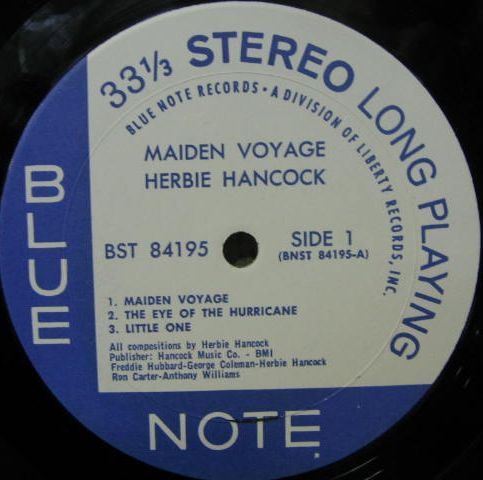 33 1/3 STEREO LONG PLAYING
BLUE NOTE RECORDS • A DIVISION OF LIBERTY RECORDS, INC.
MAIDEN VOYAGE
HERBIE HANCOCK
BST 84195
SIDE 1
(BNST 84195-A)
1. MAIDEN VOYAGE
2. THE EYE OF THE HURRICANE
3. LITTLE ONE
All compositions by Herbie Hancock
Publisher: Hancock Music Co. - BMI
Freddie Hubbard-George Coleman-Herbie Hancock
Ron Carter-Anthony Williams
BLUE
NOTE